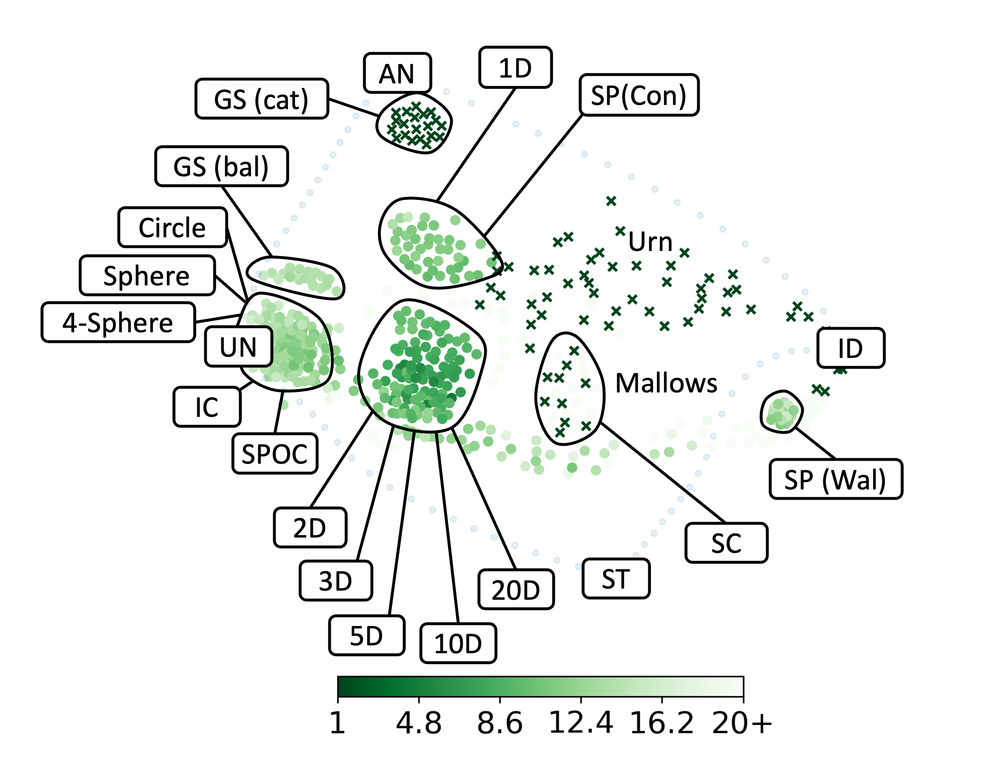 AN
1D
GS (cat)
SP(Con)
GS (bal)
Circle
Urn
Sphere
4-Sphere
UN
ID
Mallows
IC
SPOC
SP (Wal)
2D
SC
3D
20D
ST
5D
10D
1 4.8 8.6 12.4 16.2 20+